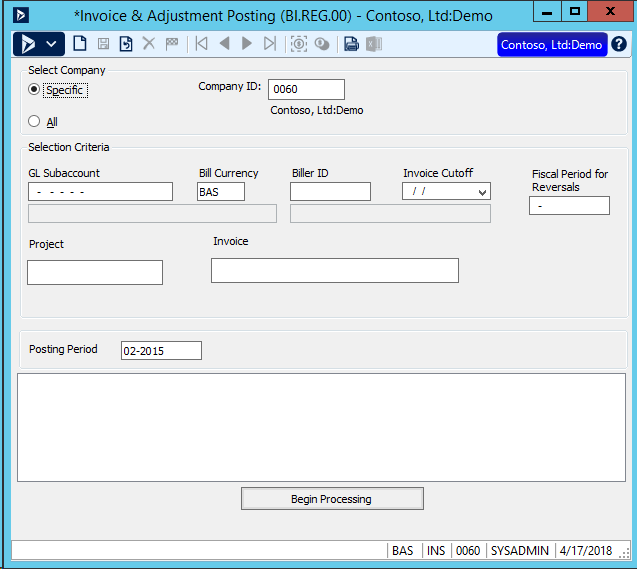 *Invoice & Adjustment Posting (BI.REG.00) - Contoso, Ltd:Demo
Contoso, Ltd:Demo
Select Company
Specific
Company ID: 0060
Contoso, Ltd:Demo
All
Selection Criteria
GL Subaccount Bill Currency Biller ID Invoice Cutoff Fiscal Period for
Reversals
- - - - - BAS / / -
Project Invoice
Posting Period 02-2015
Begin Processing
BAS INS 0060 SYSADMIN 4/17/2018